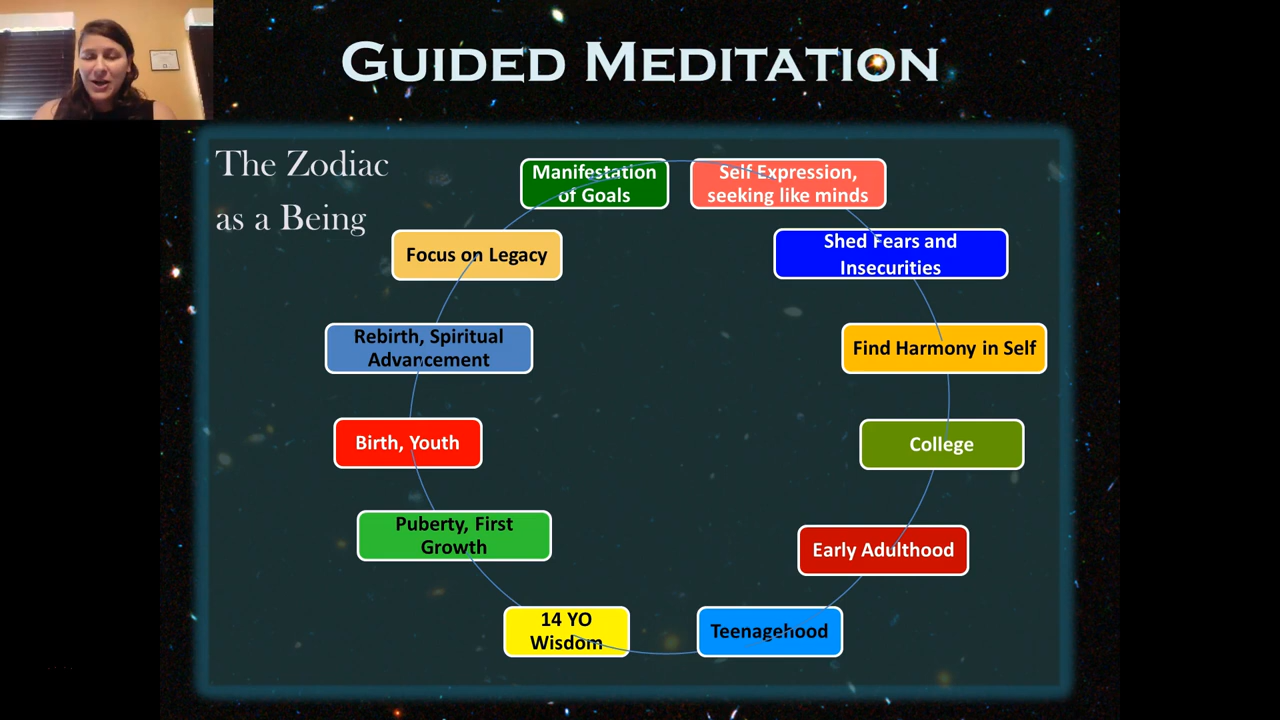 GUIDED MEDITATION
The Zodiac
as a Being
Manifestation
of Goals
Self Expression,
seeking like minds
Shed Fears and
Insecurities
Focus on Legacy
Rebirth, Spiritual
Advancement
Find Harmony in Self
Birth, Youth
College
Puberty, First
Growth
Early Adulthood
14 YO
Wisdom
Teenagehood